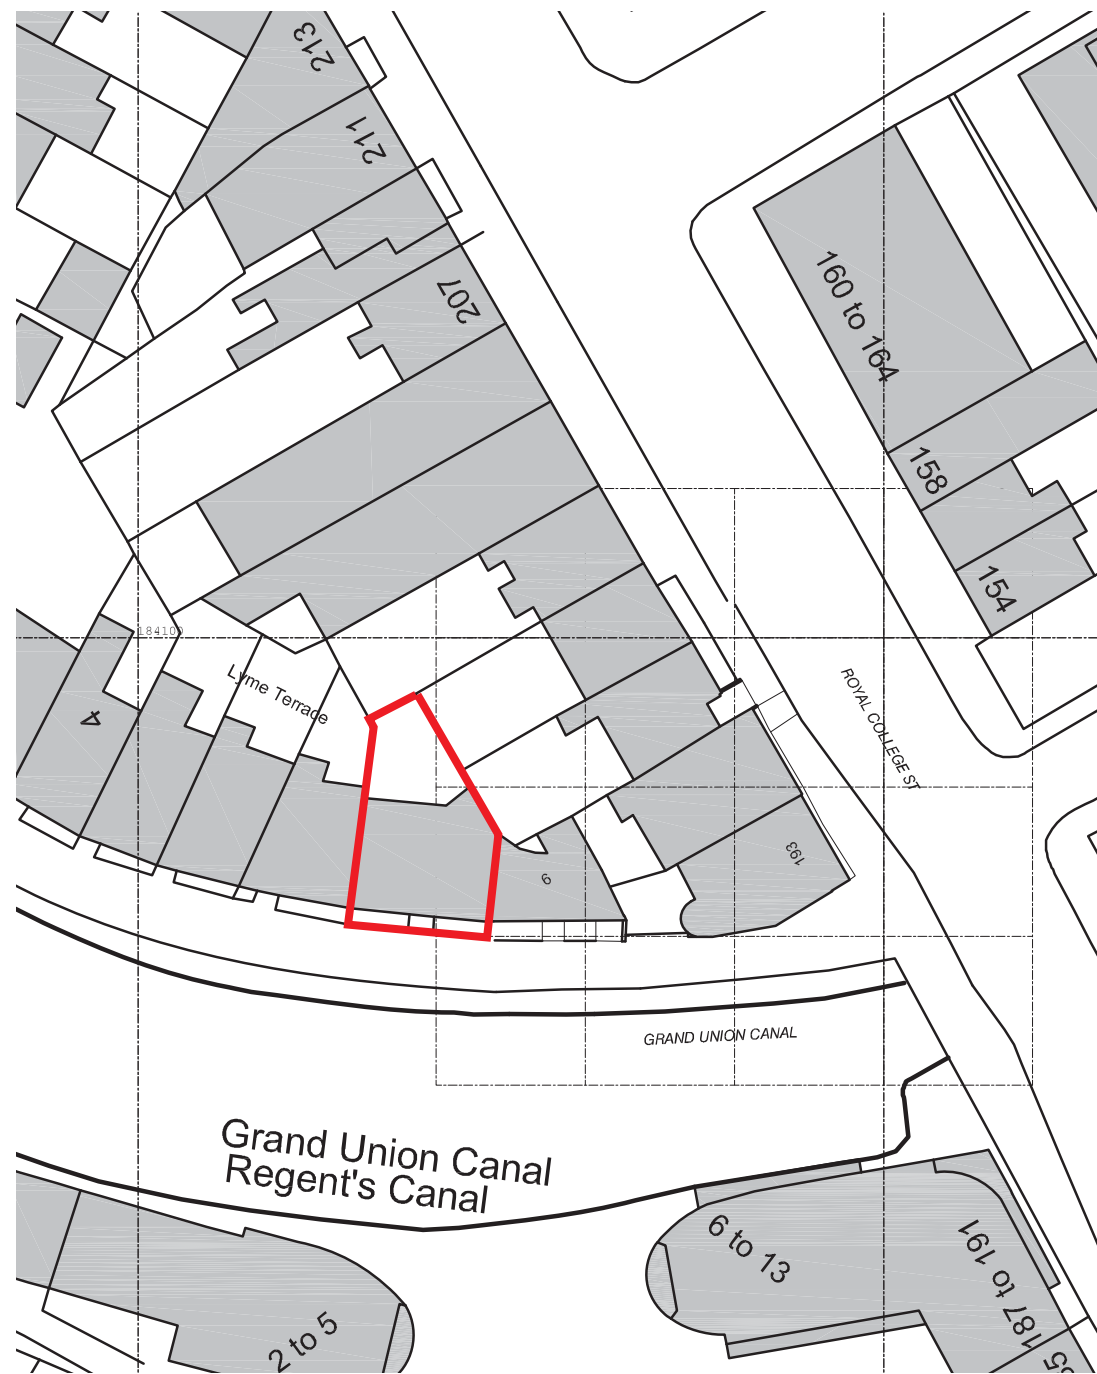 213
211
207
160 to 164
158
154
184100
Lyme Terrace
4
ROYAL COLLEGE ST
193
9
GRAND UNION CANAL
Grand Union Canal
Regent's Canal
6 to 13
187 to 191
2 to 5